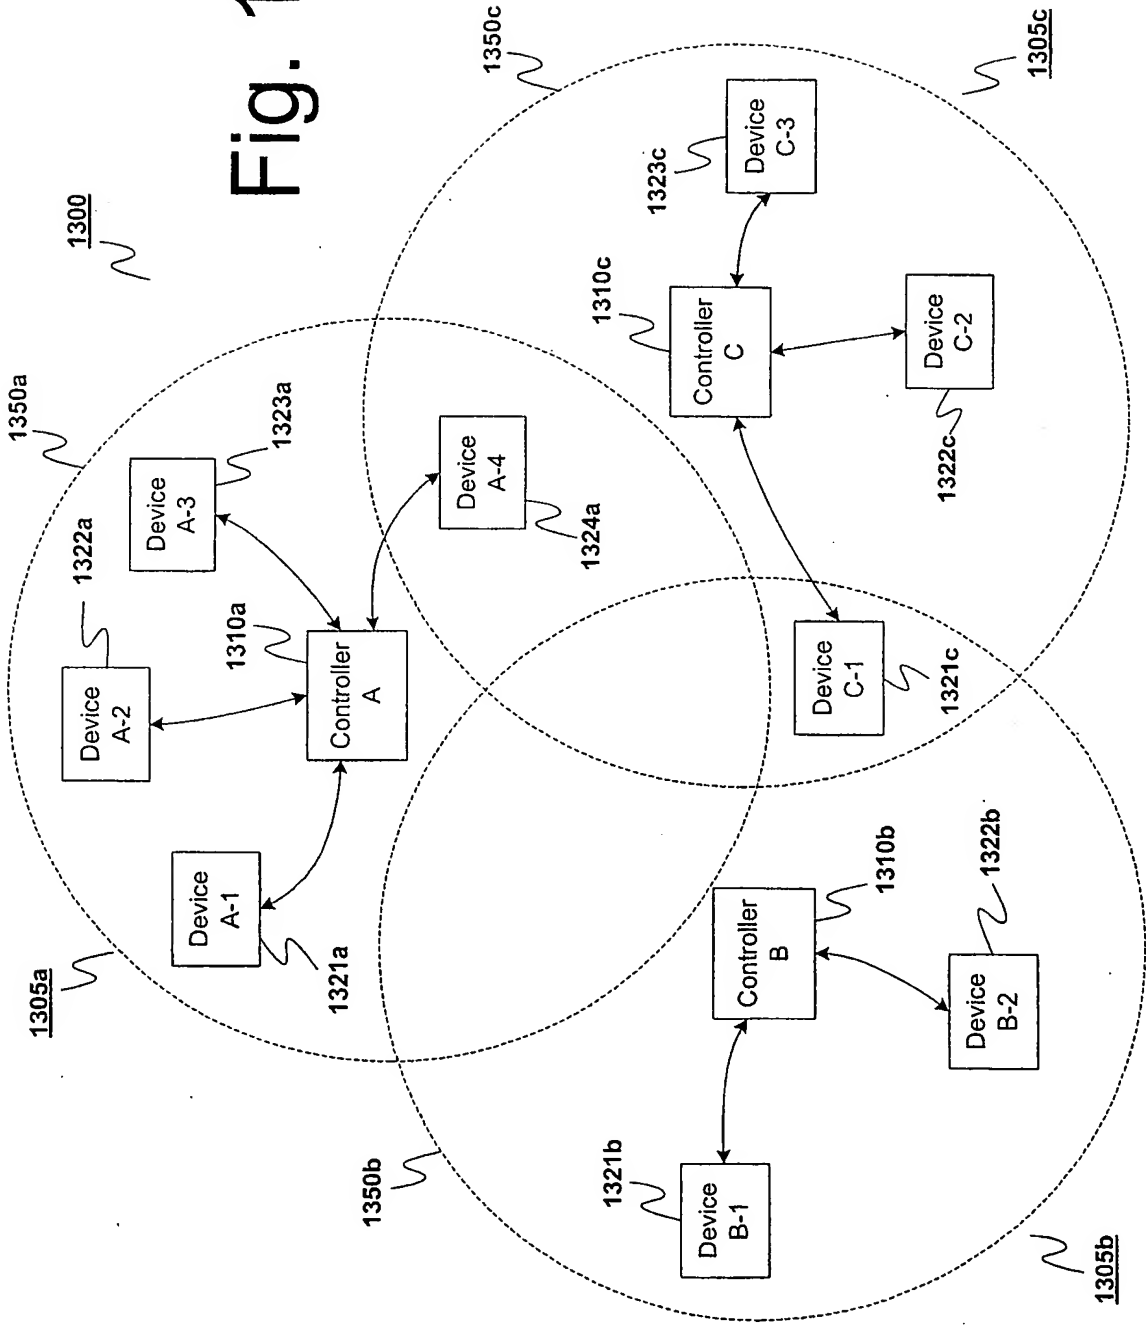 Fig. 1
1300
1350a
1305a
Device
A-1
1321a
Device
A-2
1322a
Device
A-3
1323a
Controller
A
1310a
Device
A-4
1324a
1350b
1305b
Device
B-1
1321b
Controller
B
1310b
Device
B-2
1322b
1350c
1305c
Device
C-1
1321c
Controller
C
1310c
Device
C-2
1322c
Device
C-3
1323c